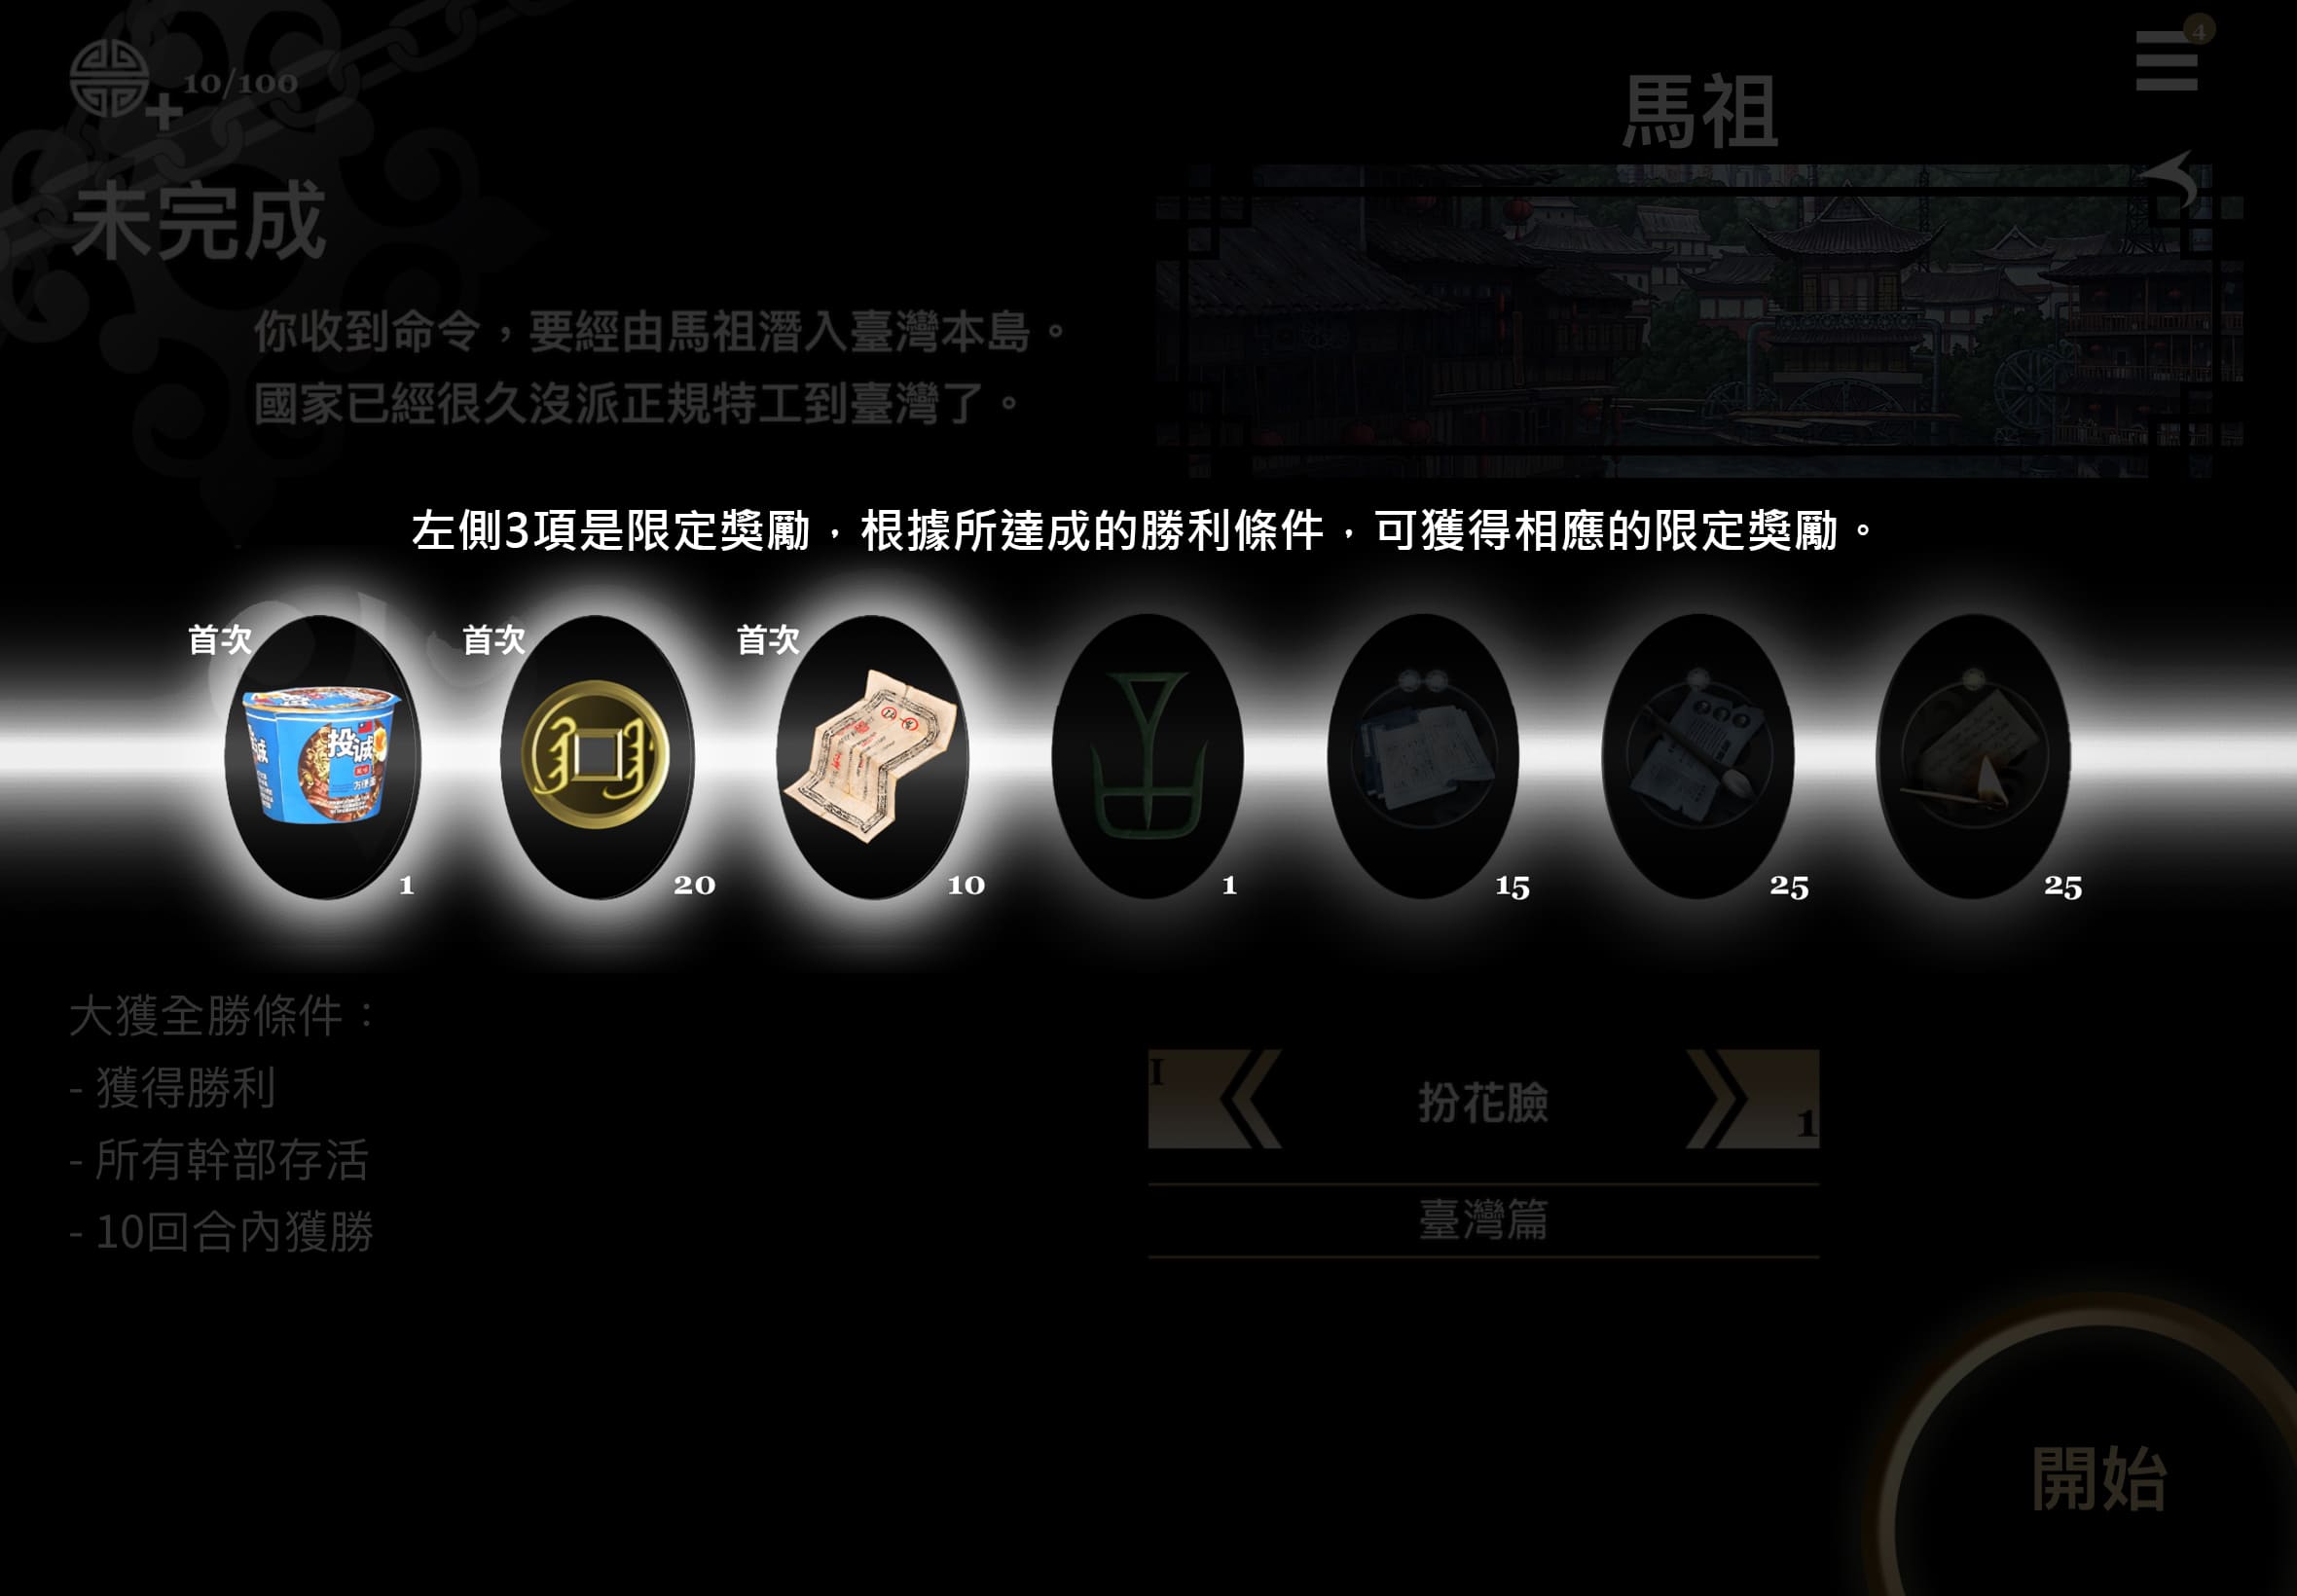 10/100
4
馬祖
未完成
你收到命令，要經由馬祖潛入臺灣本島。
國家已經很久沒派正規特工到臺灣了。
左側3項是限定獎勵，根據所達成的勝利條件，可獲得相應的限定獎勵。
首次
首次
首次
投诚
1
20
10
1
15
25
25
大獲全勝條件：
- 獲得勝利
- 所有幹部存活
- 10回合內獲勝
I
扮花臉
1
臺灣篇
開始